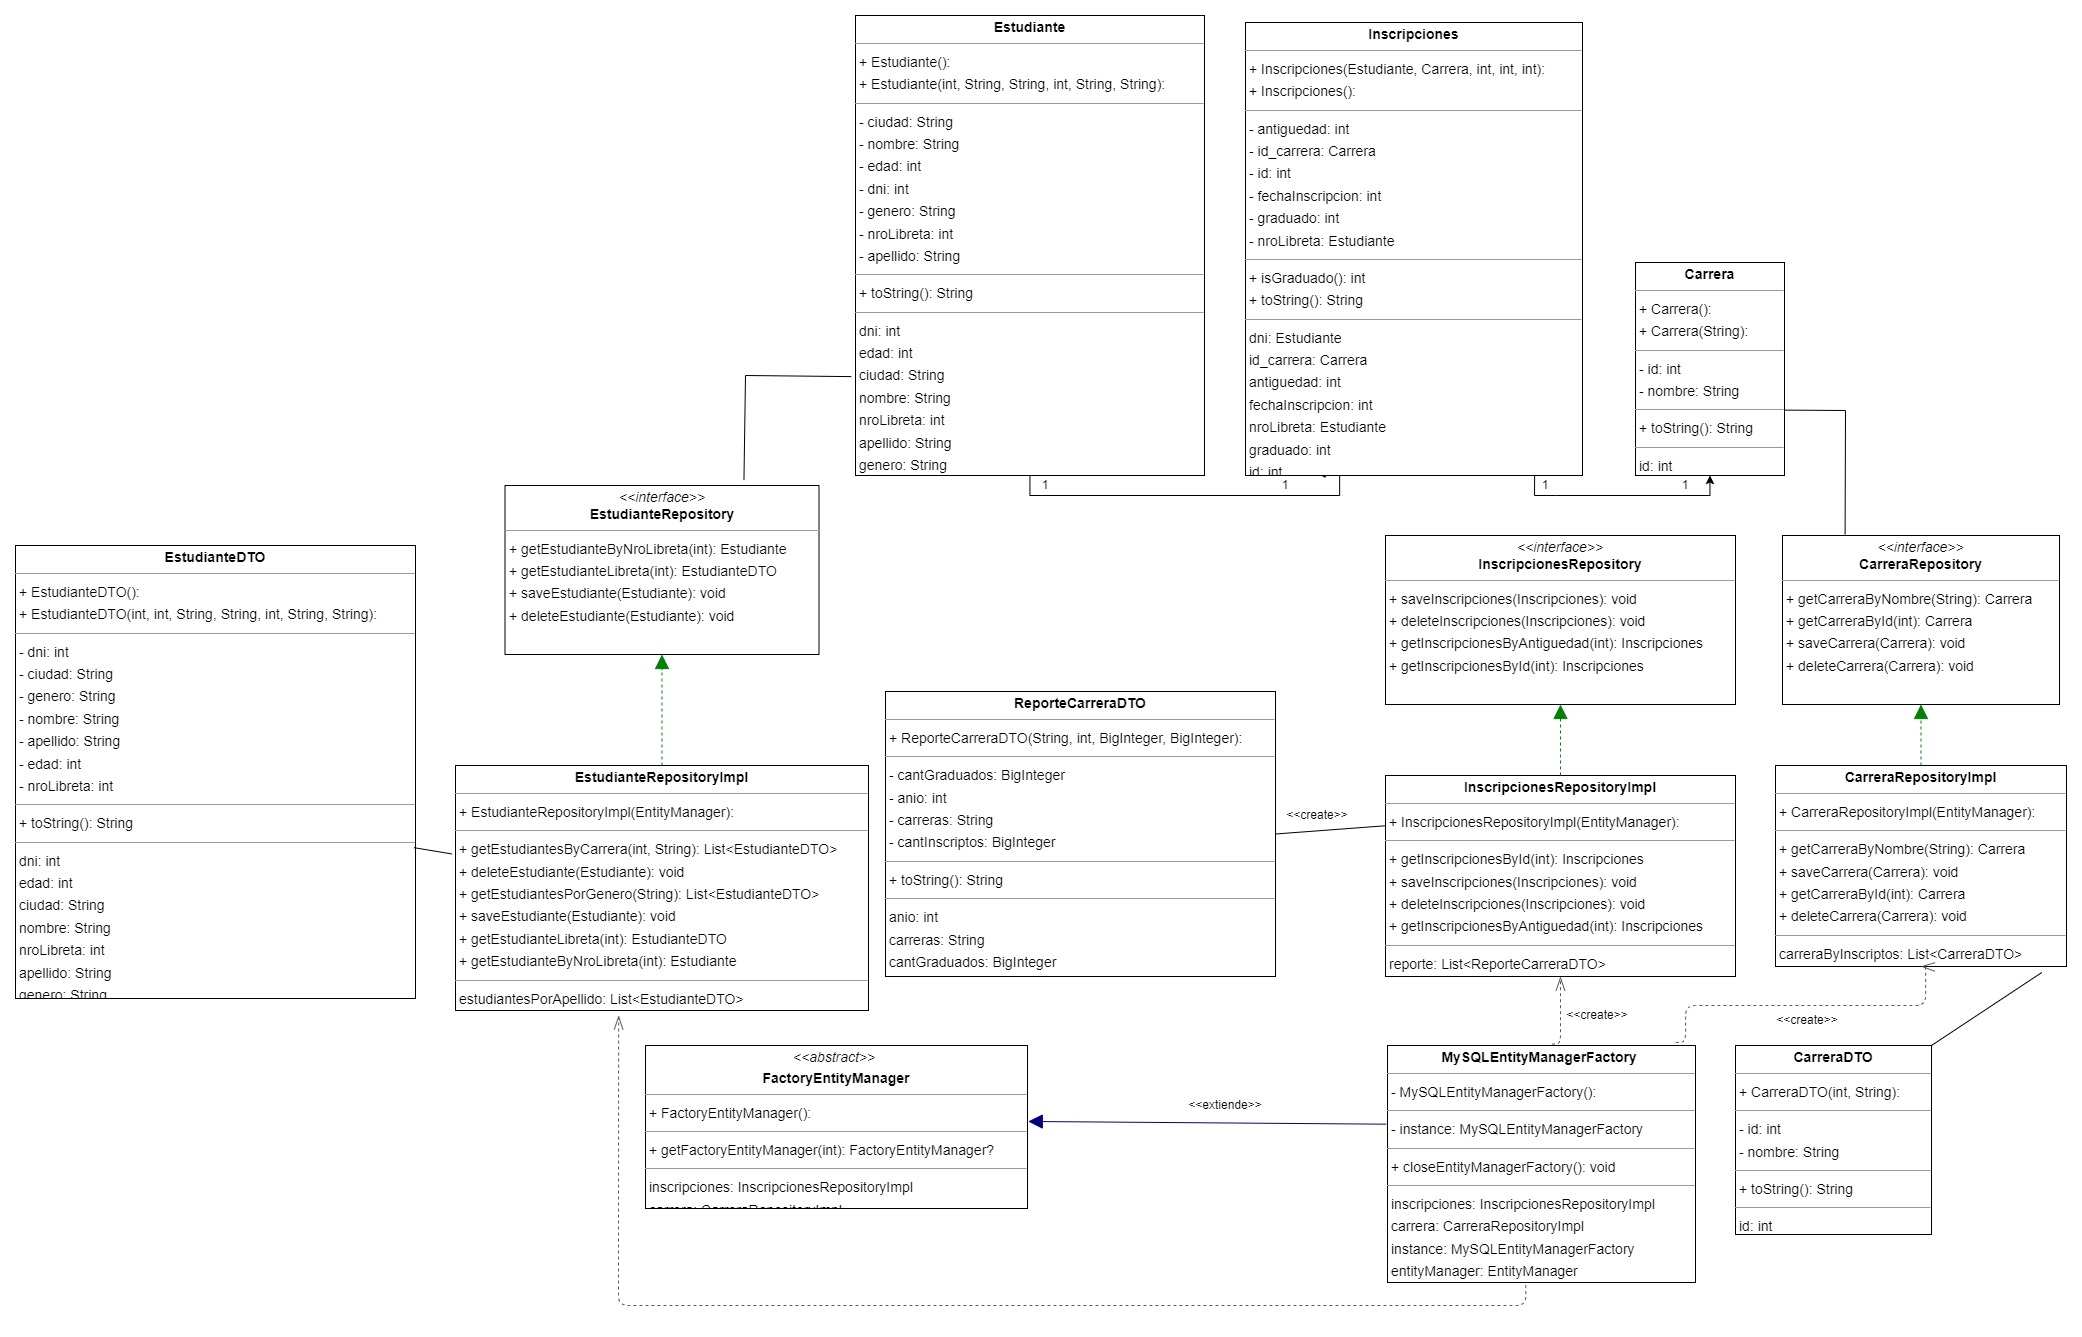 Estudiante
+ Estudiante():
+ Estudiante(int, String, String, int, String, String):
- ciudad: String
- nombre: String
- edad: int
- dni: int
- genero: String
- nroLibreta: int
- apellido: String
+ toString(): String
dni: int
edad: int
ciudad: String
nombre: String
nroLibreta: int
apellido: String
genero: String
Inscripciones
+ Inscripciones(Estudiante, Carrera, int, int, int):
+ Inscripciones():
- antiguedad: int
- id_carrera: Carrera
- id: int
- fechaInscripcion: int
- graduado: int
- nroLibreta: Estudiante
+ isGraduado(): int
+ toString(): String
dni: Estudiante
id_carrera: Carrera
antiguedad: int
fechaInscripcion: int
nroLibreta: Estudiante
graduado: int
id: int
Carrera
+ Carrera():
+ Carrera(String):
- id: int
- nombre: String
+ toString(): String
id: int
1
1
1
1
<<interface>>
EstudianteRepository
+ getEstudianteByNroLibreta(int): Estudiante
+ getEstudianteLibreta(int): EstudianteDTO
+ saveEstudiante(Estudiante): void
+ deleteEstudiante(Estudiante): void
<<interface>>
InscripcionesRepository
+ saveInscripciones(Inscripciones): void
+ deleteInscripciones(Inscripciones): void
+ getInscripcionesByAntiguedad(int): Inscripciones
+ getInscripcionesById(int): Inscripciones
<<interface>>
CarreraRepository
+ getCarreraByNombre(String): Carrera
+ getCarreraById(int): Carrera
+ saveCarrera(Carrera): void
+ deleteCarrera(Carrera): void
EstudianteDTO
+ EstudianteDTO():
+ EstudianteDTO(int, int, String, String, int, String, String):
- dni: int
- ciudad: String
- genero: String
- nombre: String
- apellido: String
- edad: int
- nroLibreta: int
+ toString(): String
dni: int
edad: int
ciudad: String
nombre: String
nroLibreta: int
apellido: String
genero: String
EstudianteRepositoryImpl
+ EstudianteRepositoryImpl(EntityManager):
+ getEstudiantesByCarrera(int, String): List<EstudianteDTO>
+ deleteEstudiante(Estudiante): void
+ getEstudiantesPorGenero(String): List<EstudianteDTO>
+ saveEstudiante(Estudiante): void
+ getEstudianteLibreta(int): EstudianteDTO
+ getEstudianteByNroLibreta(int): Estudiante
estudiantesPorApellido: List<EstudianteDTO>
ReporteCarreraDTO
+ ReporteCarreraDTO(String, int, BigInteger, BigInteger):
- cantGraduados: BigInteger
- anio: int
- carreras: String
- cantInscriptos: BigInteger
+ toString(): String
anio: int
carreras: String
cantGraduados: BigInteger
<<create>>
InscripcionesRepositoryImpl
+ InscripcionesRepositoryImpl(EntityManager):
+ getInscripcionesById(int): Inscripciones
+ saveInscripciones(Inscripciones): void
+ deleteInscripciones(Inscripciones): void
+ getInscripcionesByAntiguedad(int): Inscripciones
reporte: List<ReporteCarreraDTO>
CarreraRepositoryImpl
+ CarreraRepositoryImpl(EntityManager):
+ getCarreraByNombre(String): Carrera
+ saveCarrera(Carrera): void
+ getCarreraById(int): Carrera
+ deleteCarrera(Carrera): void
carreraByInscriptos: List<CarreraDTO>
<<create>>
<<create>>
<<abstract>>
FactoryEntityManager
+ FactoryEntityManager():
+ getFactoryEntityManager(int): FactoryEntityManager?
inscripciones: InscripcionesRepositoryImpl
carrera: CarreraRepositoryImpl
<<extiende>>
MySQLEntityManagerFactory
- MySQLEntityManagerFactory():
- instance: MySQLEntityManagerFactory
+ closeEntityManagerFactory(): void
inscripciones: InscripcionesRepositoryImpl
carrera: CarreraRepositoryImpl
instance: MySQLEntityManagerFactory
entityManager: EntityManager
CarreraDTO
+ CarreraDTO(int, String):
- id: int
- nombre: String
+ toString(): String
id: int